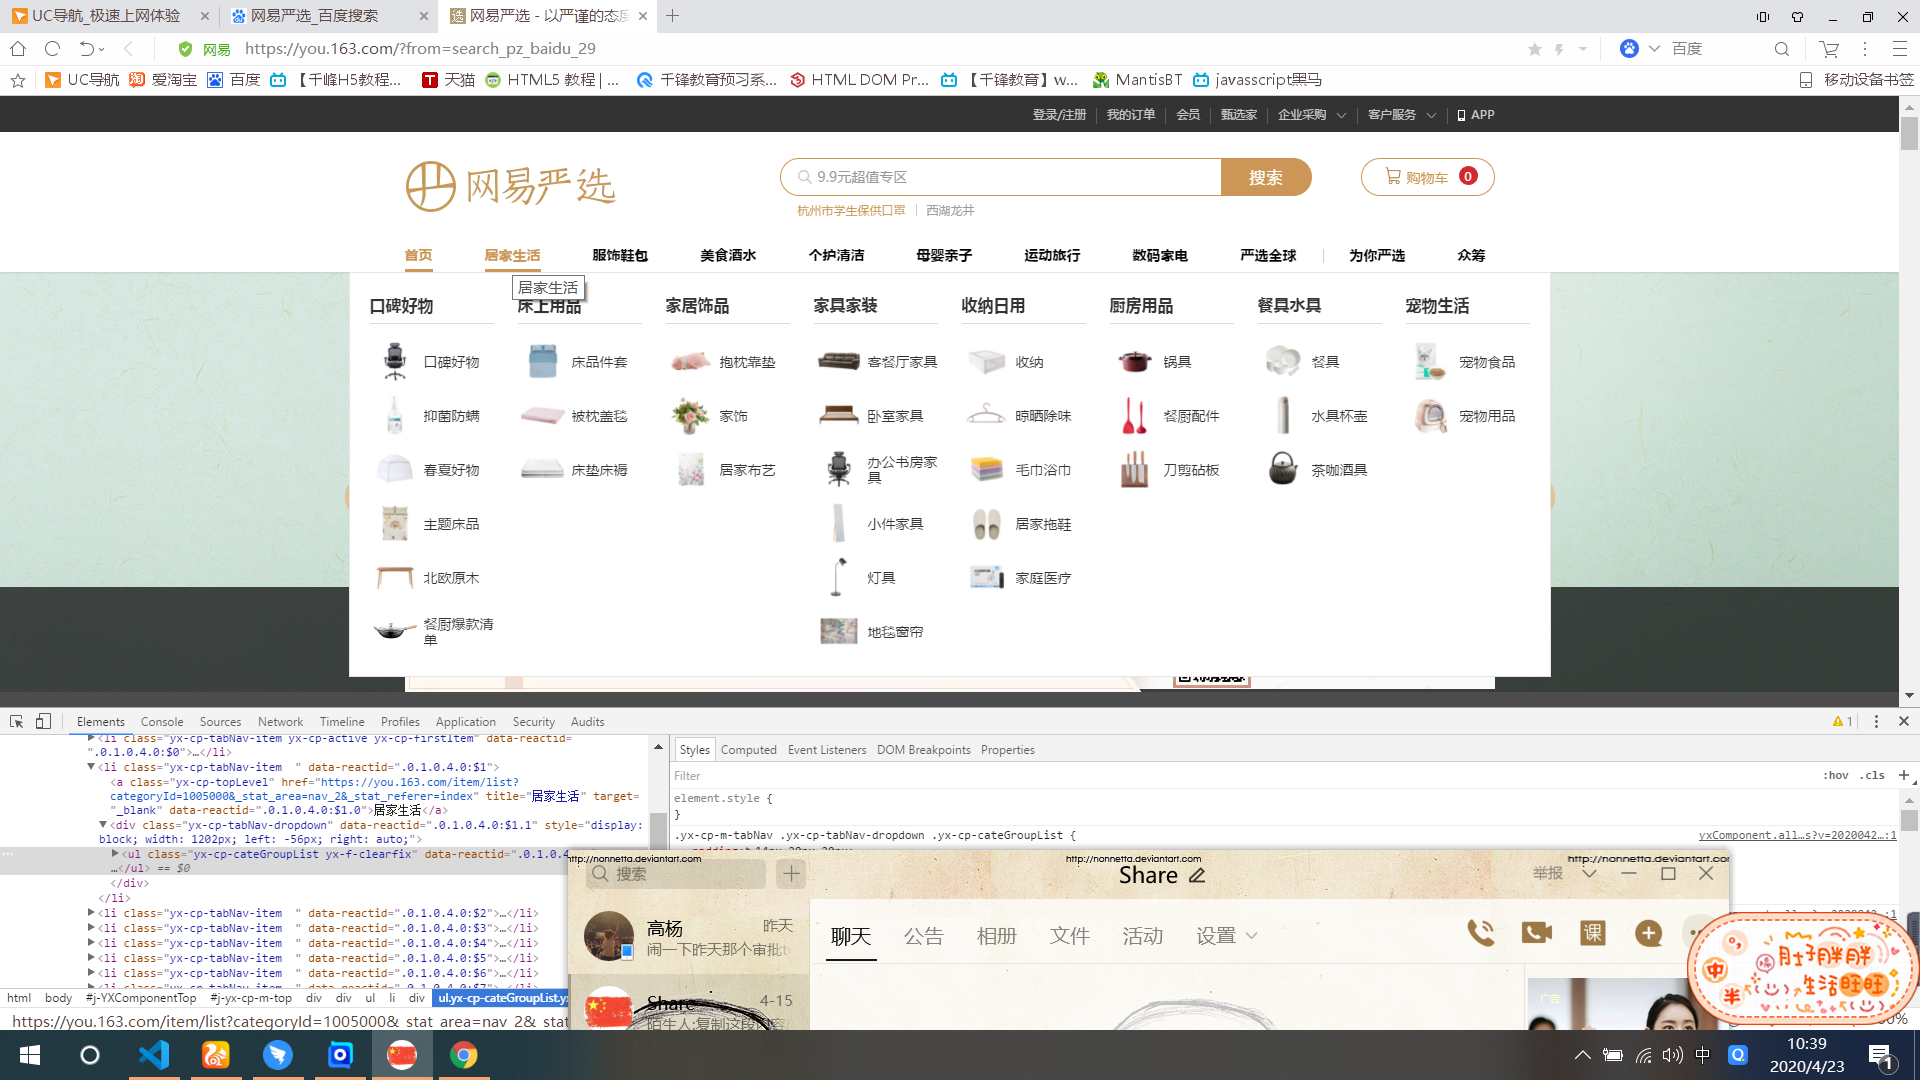 UC导航_极速上网体验
网易严选_百度搜索
网易严选 - 以严谨的态度
网易 https://you.163.com/?from=search_pz_baidu_29
百度
UC导航 爱淘宝 百度 【千峰H5教程... 天猫 HTML5 教程 | ... 千锋教育预习系... HTML DOM Pr... 【千锋教育】w... MantisBT javasscript黑马 移动设备书签
登录/注册 我的订单 会员 甄选家 企业采购 客户服务 APP
网易严选
9.9元超值专区 搜索 购物车 0
杭州市学生保供口罩 西湖龙井
首页 居家生活 服饰鞋包 美食酒水 个护清洁 母婴亲子 运动旅行 数码家电 严选全球 为你严选 众筹
居家生活
口碑好物 床上用品 家居饰品 家具家装 收纳日用 厨房用品 餐具水具 宠物生活
口碑好物 床品件套 抱枕靠垫 客餐厅家具 收纳 锅具 餐具 宠物食品
抑菌防螨 被枕盖毯 家饰 卧室家具 晾晒除味 餐厨配件 水具杯壶 宠物用品
春夏好物 床垫床褥 居家布艺 办公书房家具 毛巾浴巾 刀剪砧板 茶咖酒具
主题床品 小件家具 居家拖鞋
北欧原木 灯具 家庭医疗
餐厨爆款清单 地毯窗帘
Elements Console Sources Network Timeline Profiles Application Security Audits 1
<li class="yx-cp-tabNav-item yx-cp-active yx-cp-firstItem" data-reactid=
".0.1.0.4.0:$0">…</li>
<li class="yx-cp-tabNav-item  " data-reactid=".0.1.0.4.0:$1">
<a class="yx-cp-topLevel" href="https://you.163.com/item/list?
categoryId=1005000&_stat_area=nav_2&_stat_referer=index" title="居家生活" target=
"_blank" data-reactid=".0.1.0.4.0:$1.0">居家生活</a>
<div class="yx-cp-tabNav-dropdown" data-reactid=".0.1.0.4.0:$1.1" style="display:
block; width: 1202px; left: -56px; right: auto;">
<ul class="yx-cp-cateGroupList yx-f-clearfix" data-reactid=".0.1.0.4
…</ul> == $0
</div>
</li>
<li class="yx-cp-tabNav-item  " data-reactid=".0.1.0.4.0:$2">…</li>
<li class="yx-cp-tabNav-item  " data-reactid=".0.1.0.4.0:$3">…</li>
<li class="yx-cp-tabNav-item  " data-reactid=".0.1.0.4.0:$4">…</li>
<li class="yx-cp-tabNav-item  " data-reactid=".0.1.0.4.0:$5">…</li>
<li class="yx-cp-tabNav-item  " data-reactid=".0.1.0.4.0:$6">…</li>
<li class="yx-cp-tabNav-item  " data-reactid=".0.1.0.4.0:$7">…</li>
html body #j-YXComponentTop #j-yx-cp-m-top div div ul li div ul.yx-cp-cateGroupList.yx
https://you.163.com/item/list?categoryId=1005000&_stat_area=nav_2&_stat
Styles Computed Event Listeners DOM Breakpoints Properties
Filter :hov .cls +
element.style {
}
.yx-cp-m-tabNav .yx-cp-tabNav-dropdown .yx-cp-cateGroupList { yxComponent.all…s?v=2020042…:1
http://nonnetta.deviantart.com http://nonnetta.deviantart.com http://nonnetta.deviantart.com
搜索 Share 举报
高杨 昨天
闹一下昨天那个审批
Share 4-15
陌生人:复制这段内容
聊天 公告 相册 文件 活动 设置
课
广告
肚子胖胖
生活旺旺
中
半
中
10:39
2020/4/23
1